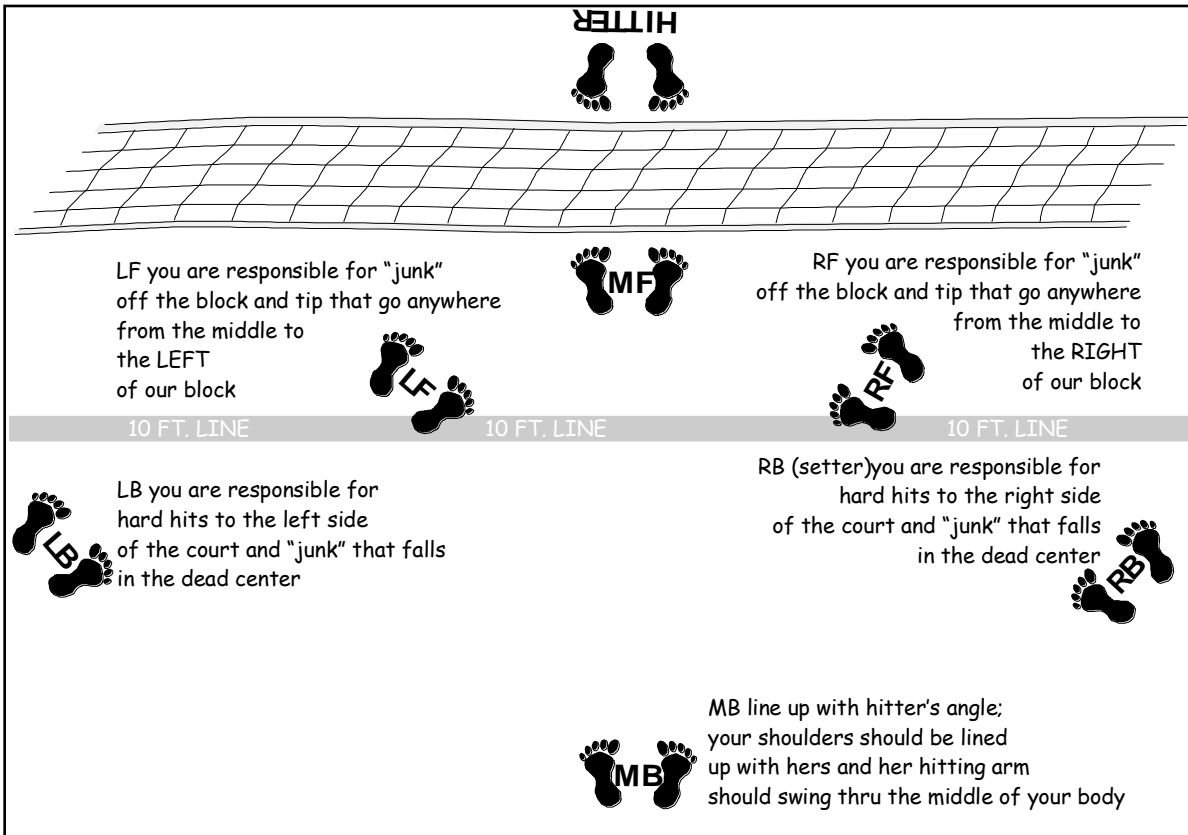 HITTER
MF
LF you are responsible for “junk”
off the block and tip that go anywhere
from the middle to
the LEFT
of our block
RF you are responsible for “junk”
off the block and tip that go anywhere
from the middle to
the RIGHT
of our block
LF
RF
10 FT. LINE 10 FT. LINE 10 FT. LINE
LB you are responsible for
hard hits to the left side
of the court and “junk” that falls
in the dead center
LB
RB (setter)you are responsible for
hard hits to the right side
of the court and “junk” that falls
in the dead center
RB
MB line up with hitter’s angle;
your shoulders should be lined
up with hers and her hitting arm
should swing thru the middle of your body
MB